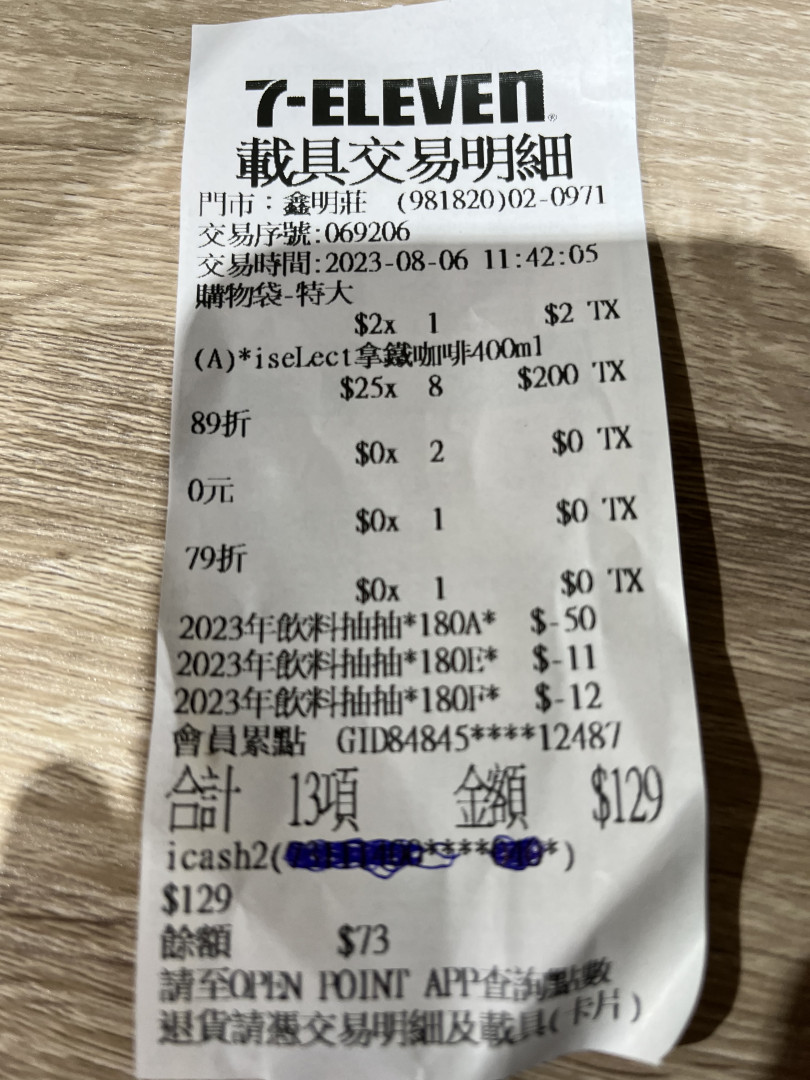 7-ELEVEN®
載具交易明細
門市：鑫明莊 (981820)02-0971
交易序號:069206
交易時間:2023-08-06 11:42:05
購物袋-特大
$2x 1 $2 TX
(A)*iseLect拿鐵咖啡400ml
$25x 8 $200 TX
89折
$0x 2 $0 TX
0元
$0x 1 $0 TX
79折
$0x 1 $0 TX
2023年飲料抽抽*180A* $-50
2023年飲料抽抽*180E* $-11
2023年飲料抽抽*180F* $-12
會員累點 GID84845****12487
合計 13項 金額 $129
icash2( **** *)
$129
餘額 $73
請至OPEN POINT APP查詢點數
退貨請憑交易明細及載具(卡片)